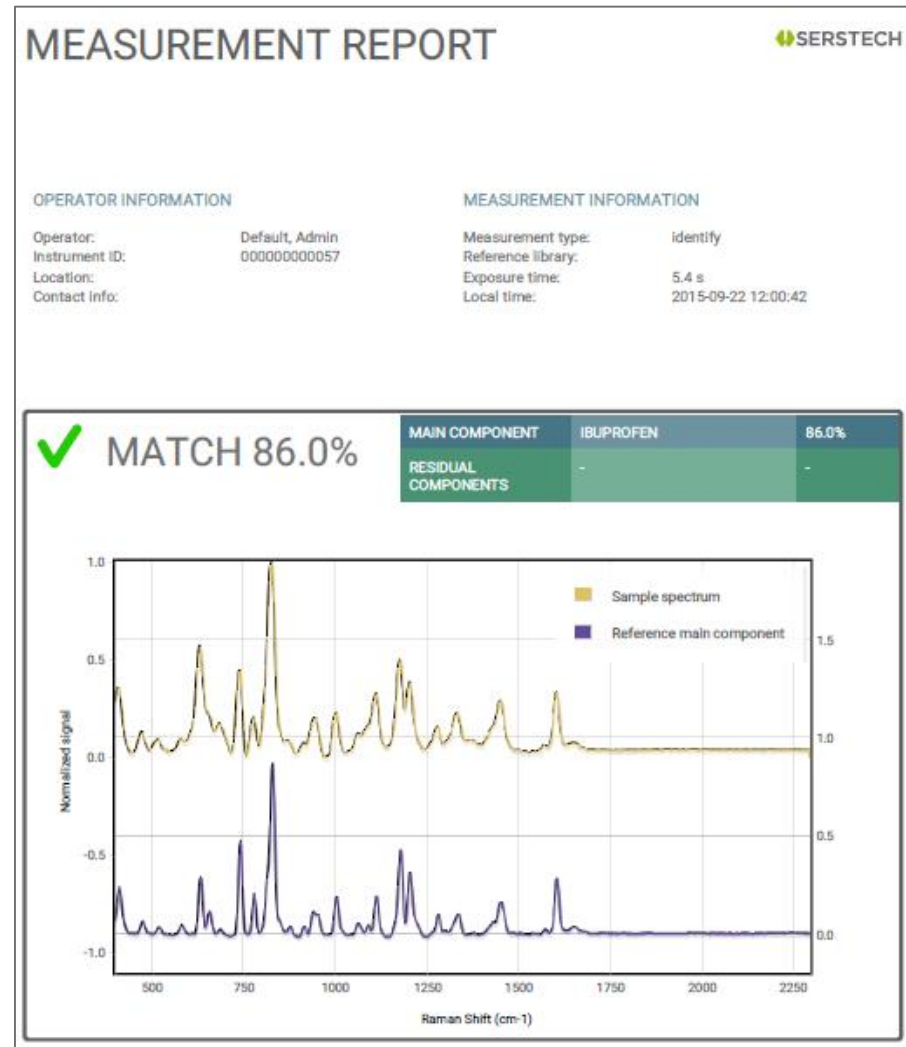 MEASUREMENT REPORT
SERSTECH
OPERATOR INFORMATION
Operator: Default, Admin
Instrument ID: 000000000057
Location:
Contact info:
MEASUREMENT INFORMATION
Measurement type: identify
Reference library:
Exposure time: 5.4 s
Local time: 2015-09-22 12:00:42
MATCH 86.0%
MAIN COMPONENT IBUPROFEN 86.0%
RESIDUAL COMPONENTS - -
Sample spectrum
Reference main component
Normalized signal
1.0
0.5
0.0
-0.5
-1.0
1.5
1.0
0.5
0.0
500 750 1000 1250 1500 1750 2000 2250
Raman Shift (cm-1)